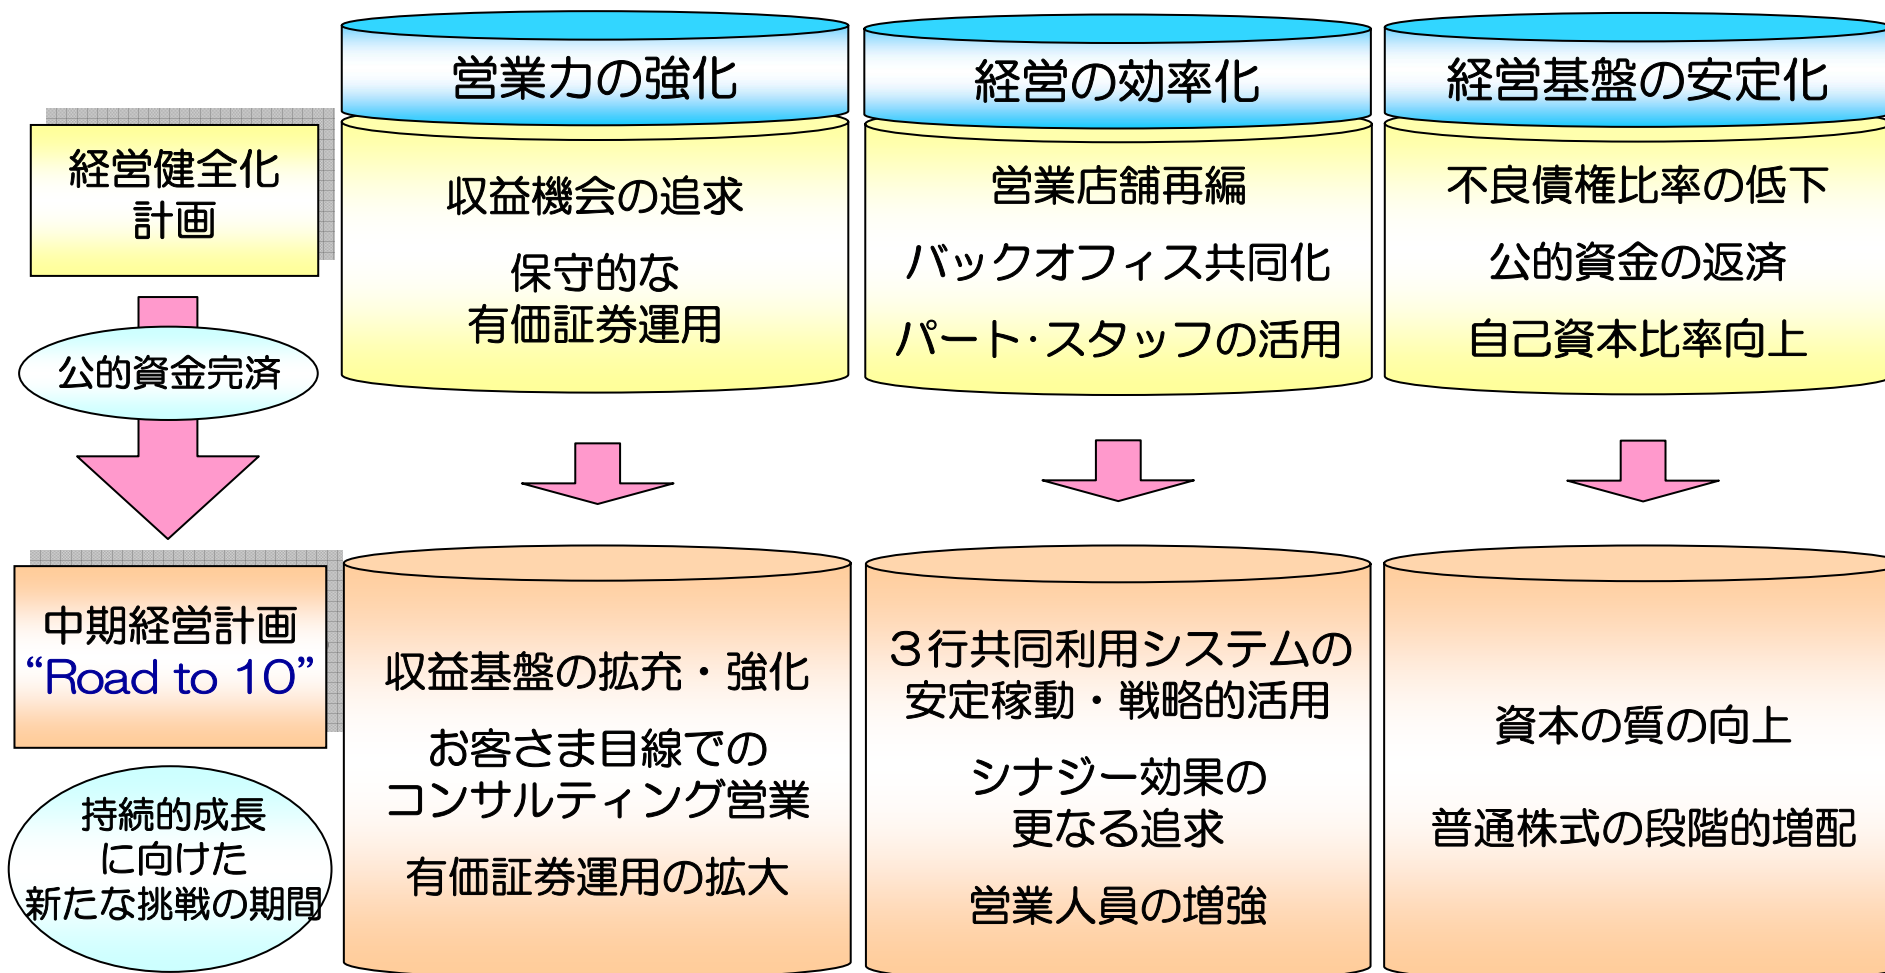 営業力の強化
経営の効率化
経営基盤の安定化
経営健全化
計画
収益機会の追求
保守的な
有価証券運用
営業店舗再編
バックオフィス共同化
パート・スタッフの活用
不良債権比率の低下
公的資金の返済
自己資本比率向上
公的資金完済
中期経営計画
“Road to 10”
収益基盤の拡充・強化
お客さま目線での
コンサルティング営業
有価証券運用の拡大
３行共同利用システムの
安定稼動・戦略的活用
シナジー効果の
更なる追求
営業人員の増強
資本の質の向上
普通株式の段階的増配
持続的成長
に向けた
新たな挑戦の期間